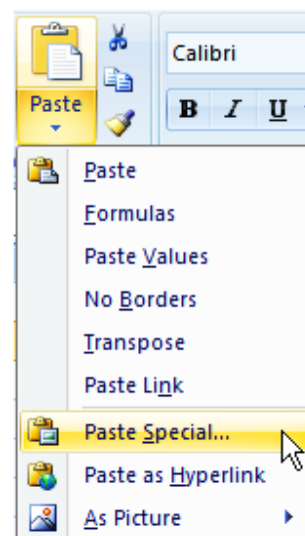 Calibri
Paste
B I U
Paste
Formulas
Paste Values
No Borders
Transpose
Paste Link
Paste Special...
Paste as Hyperlink
As Picture